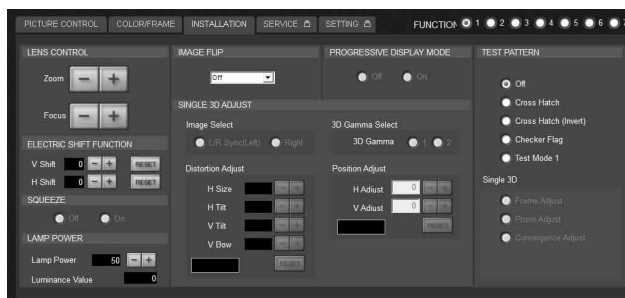 PICTURE CONTROL COLOR/FRAME INSTALLATION SERVICE SETTING FUNCTION 1 2 3 4 5 6
LENS CONTROL
Zoom - +
Focus - +
ELECTRIC SHIFT FUNCTION
V Shift 0 - + RESET
H Shift 0 - + RESET
SQUEEZE
Off On
LAMP POWER
Lamp Power 50 - +
Luminance Value 0
IMAGE FLIP
Off
PROGRESSIVE DISPLAY MODE
Off On
SINGLE 3D ADJUST
Image Select
L/R Sync(Left) Right
3D Gamma Select
3D Gamma 1 2
Distortion Adjust
H Size - +
H Tilt - +
V Tilt - +
V Bow - +
RESET
Position Adjust
H Adjust 0 - +
V Adjust 0 - +
RESET
TEST PATTERN
Off
Cross Hatch
Cross Hatch (Invert)
Checker Flag
Test Mode 1
Single 3D
Frame Adjust
Prism Adjust
Convergence Adjust